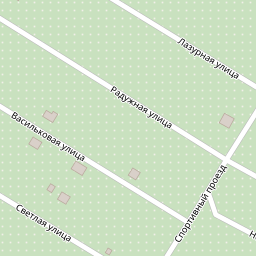 Лазурная улица
Радужная улица
Васильковая улица
Спортивный проезд
Светлая улица
Н